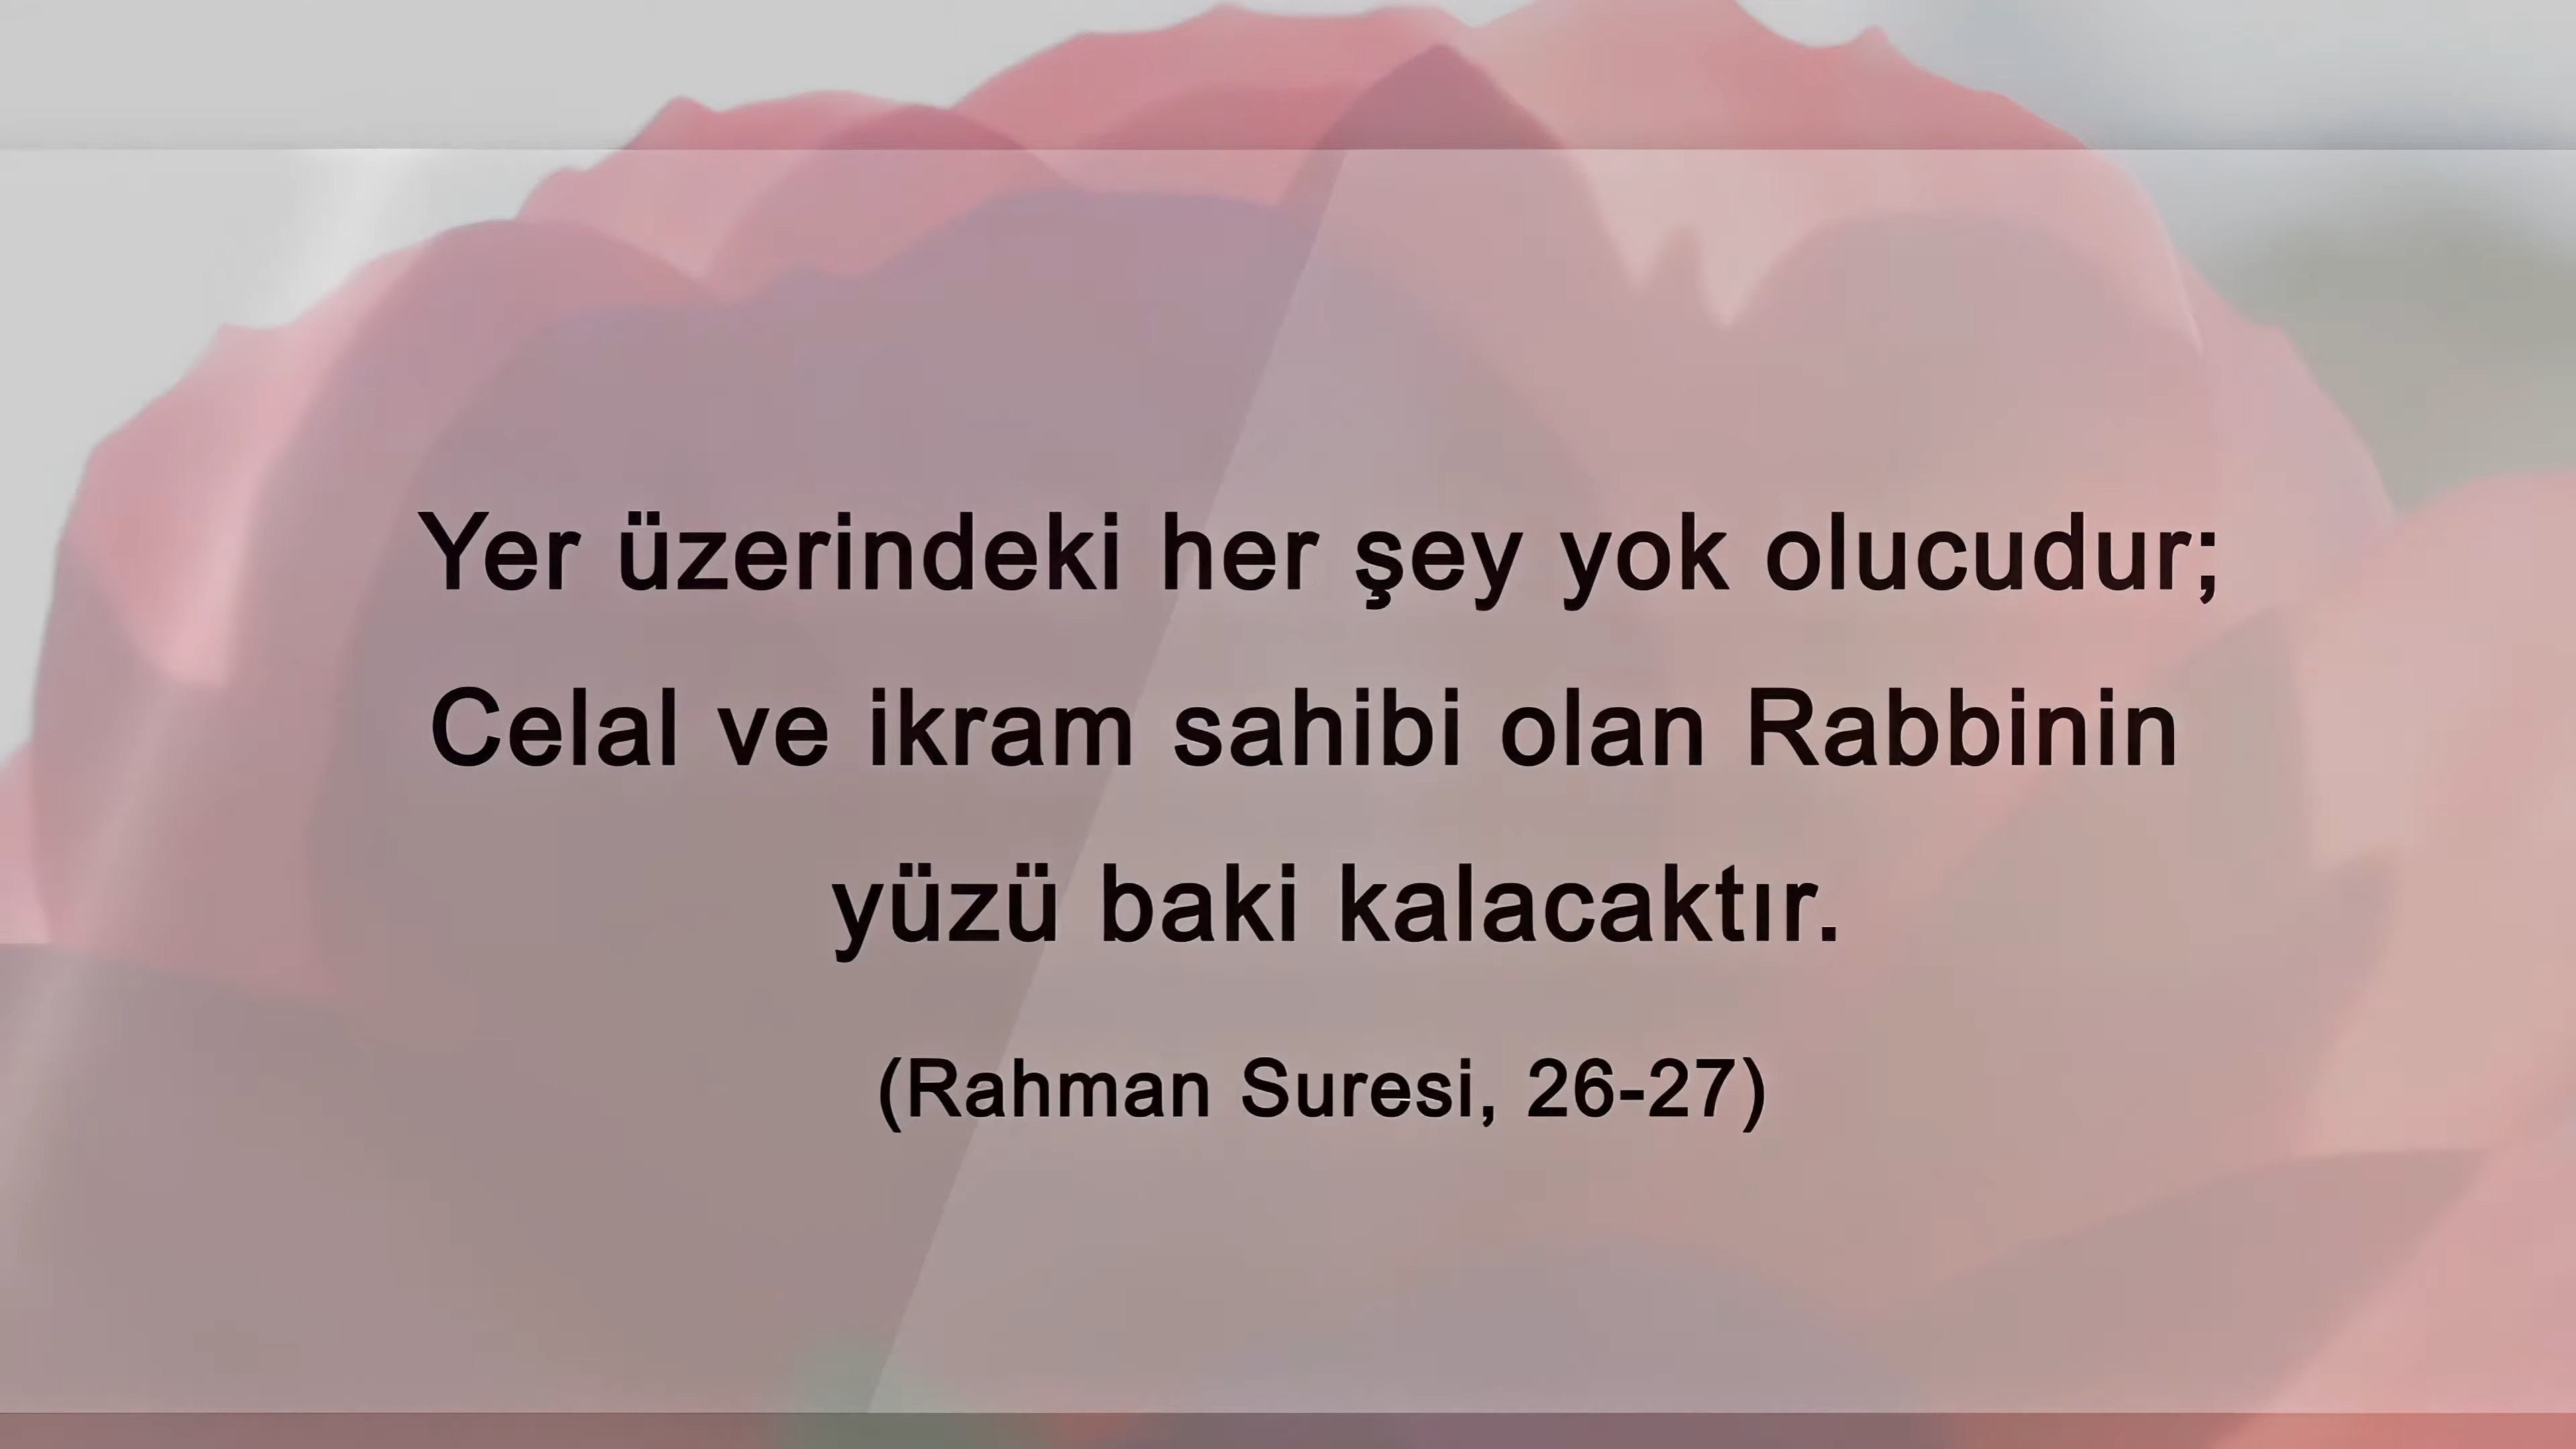 Yer üzerindeki her şey yok olucudur;
Celal ve ikram sahibi olan Rabbinin
yüzü baki kalacaktır.
(Rahman Suresi, 26-27)